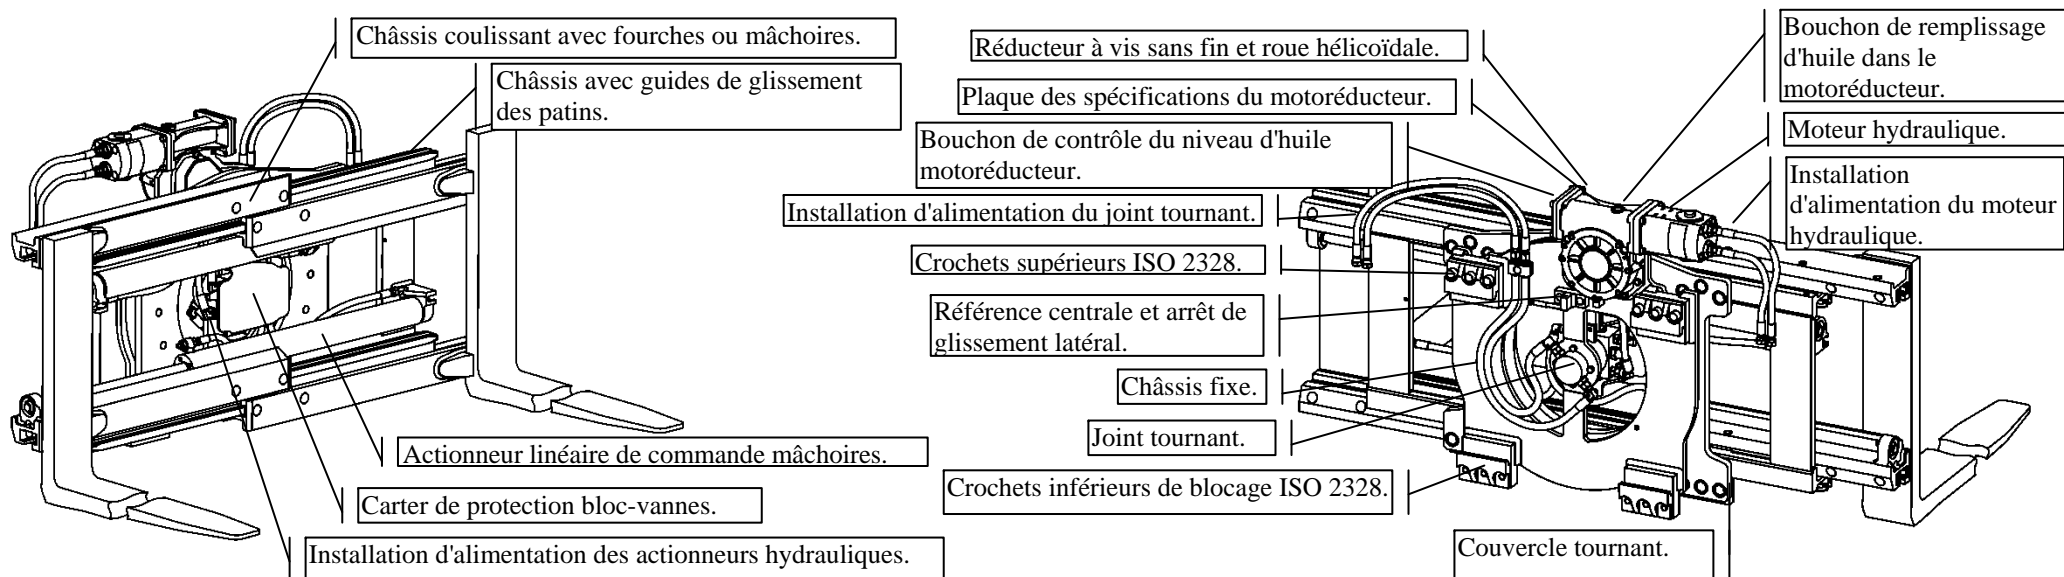 Châssis coulissant avec fourches ou mâchoires.
Châssis avec guides de glissement
des patins.
Actionneur linéaire de commande mâchoires.
Carter de protection bloc-vannes.
Installation d'alimentation des actionneurs hydrauliques.
Réducteur à vis sans fin et roue hélicoïdale.
Plaque des spécifications du motoréducteur.
Bouchon de contrôle du niveau d'huile
motoréducteur.
Installation d'alimentation du joint tournant.
Crochets supérieurs ISO 2328.
Référence centrale et arrêt de
glissement latéral.
Châssis fixe.
Joint tournant.
Crochets inférieurs de blocage ISO 2328.
Couvercle tournant.
Bouchon de remplissage
d'huile dans le
motoréducteur.
Moteur hydraulique.
Installation
d'alimentation du moteur
hydraulique.